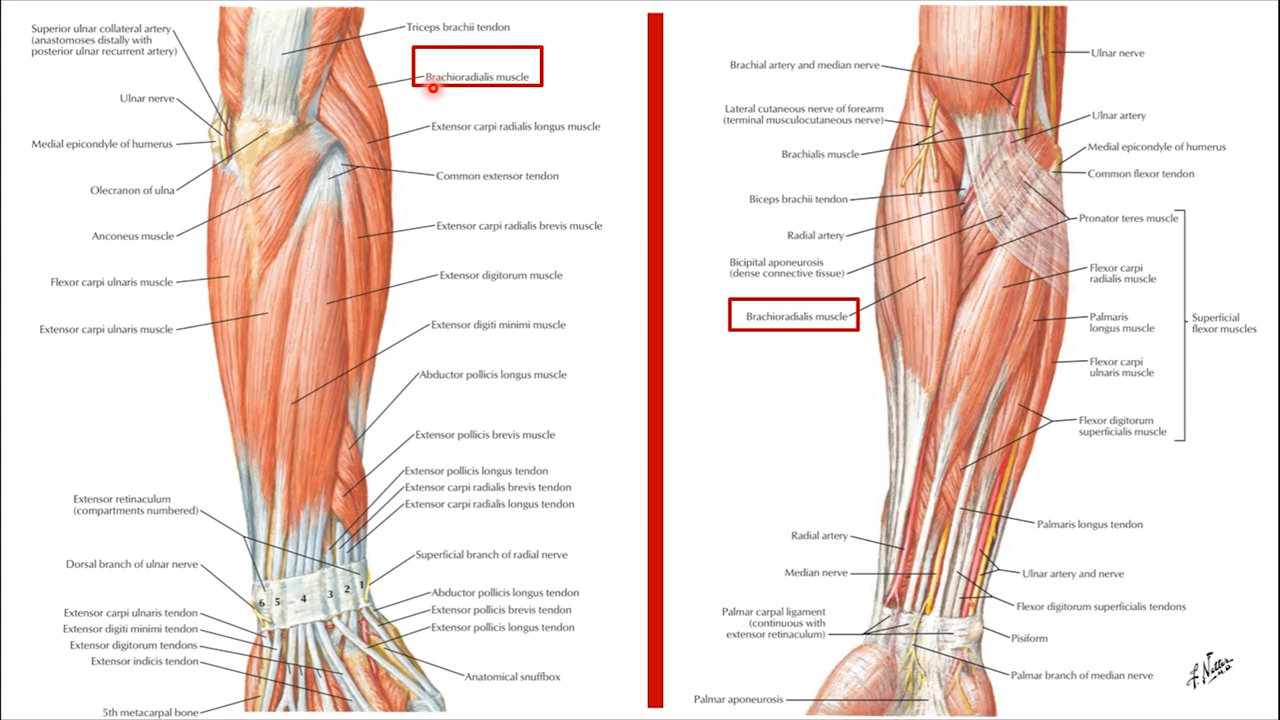 Superior ulnar collateral artery
(anastomoses distally with
posterior ulnar recurrent artery)
Ulnar nerve
Medial epicondyle of humerus
Olecranon of ulna
Anconeus muscle
Flexor carpi ulnaris muscle
Extensor carpi ulnaris muscle
Extensor retinaculum
(compartments numbered)
Dorsal branch of ulnar nerve
Extensor carpi ulnaris tendon
Extensor digiti minimi tendon
Extensor digitorum tendons
Extensor indicis tendon
5th metacarpal bone
6 5 4 3 2 1
Triceps brachii tendon
Brachioradialis muscle
Extensor carpi radialis longus muscle
Common extensor tendon
Extensor carpi radialis brevis muscle
Extensor digitorum muscle
Extensor digiti minimi muscle
Abductor pollicis longus muscle
Extensor pollicis brevis muscle
Extensor pollicis longus tendon
Extensor carpi radialis brevis tendon
Extensor carpi radialis longus tendon
Superficial branch of radial nerve
Abductor pollicis longus tendon
Extensor pollicis brevis tendon
Extensor pollicis longus tendon
Anatomical snuffbox
Brachial artery and median nerve
Lateral cutaneous nerve of forearm
(terminal musculocutaneous nerve)
Brachialis muscle
Biceps brachii tendon
Radial artery
Bicipital aponeurosis
(dense connective tissue)
Brachioradialis muscle
Radial artery
Median nerve
Palmar carpal ligament
(continuous with
extensor retinaculum)
Palmar aponeurosis
Ulnar nerve
Ulnar artery
Medial epicondyle of humerus
Common flexor tendon
Pronator teres muscle
Flexor carpi
radialis muscle
Palmaris
longus muscle
Flexor carpi
ulnaris muscle
Flexor digitorum
superficialis muscle
Superficial
flexor muscles
Palmaris longus tendon
Ulnar artery and nerve
Flexor digitorum superficialis tendons
Pisiform
Palmar branch of median nerve
F. Netter
M.D.